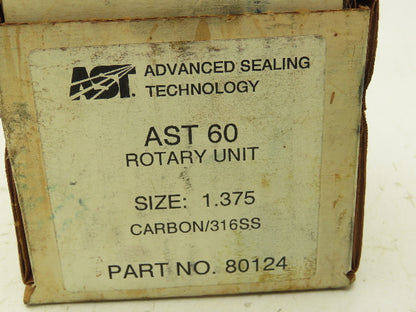 AST. ADVANCED SEALING
TECHNOLOGY
AST 60
ROTARY UNIT
SIZE: 1.375
CARBON/316SS
PART NO. 80124